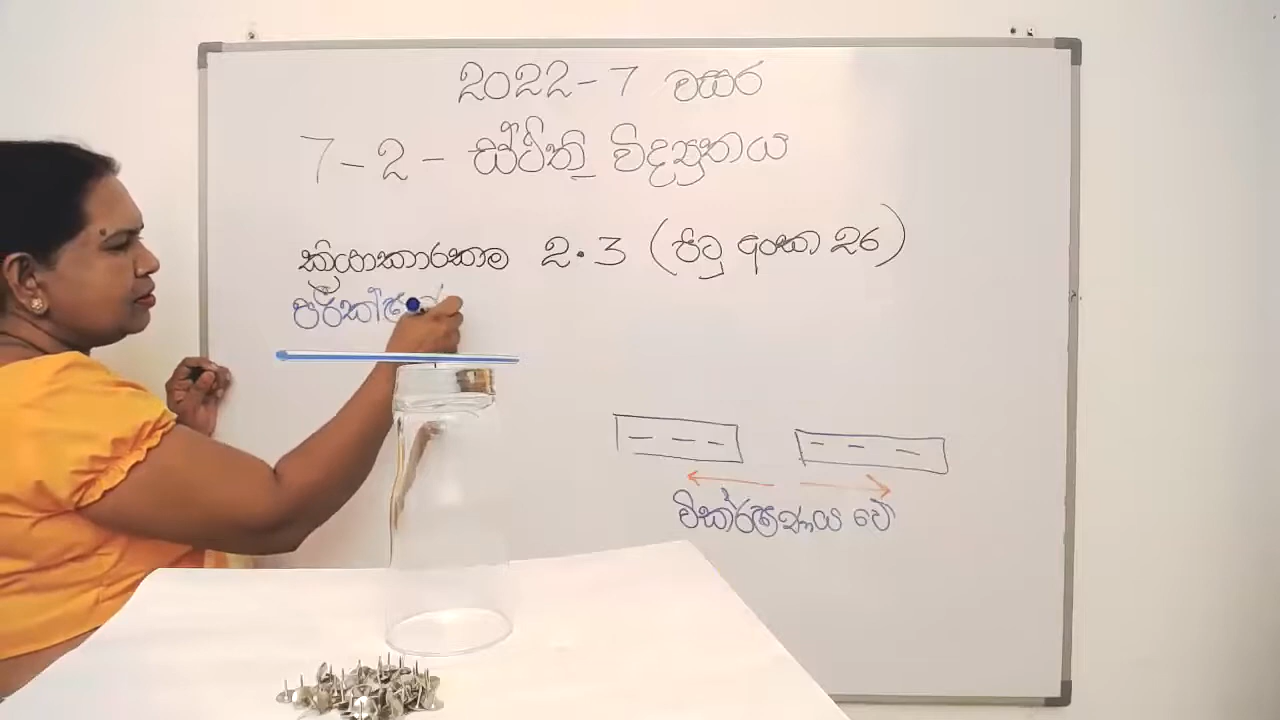 2022-7 වසර
7-2- ස්ථිති විද්‍යුතය
ක්‍රියාකාරකම 2.3 (පිටු අංක 26)
විකර්ෂණය වේ